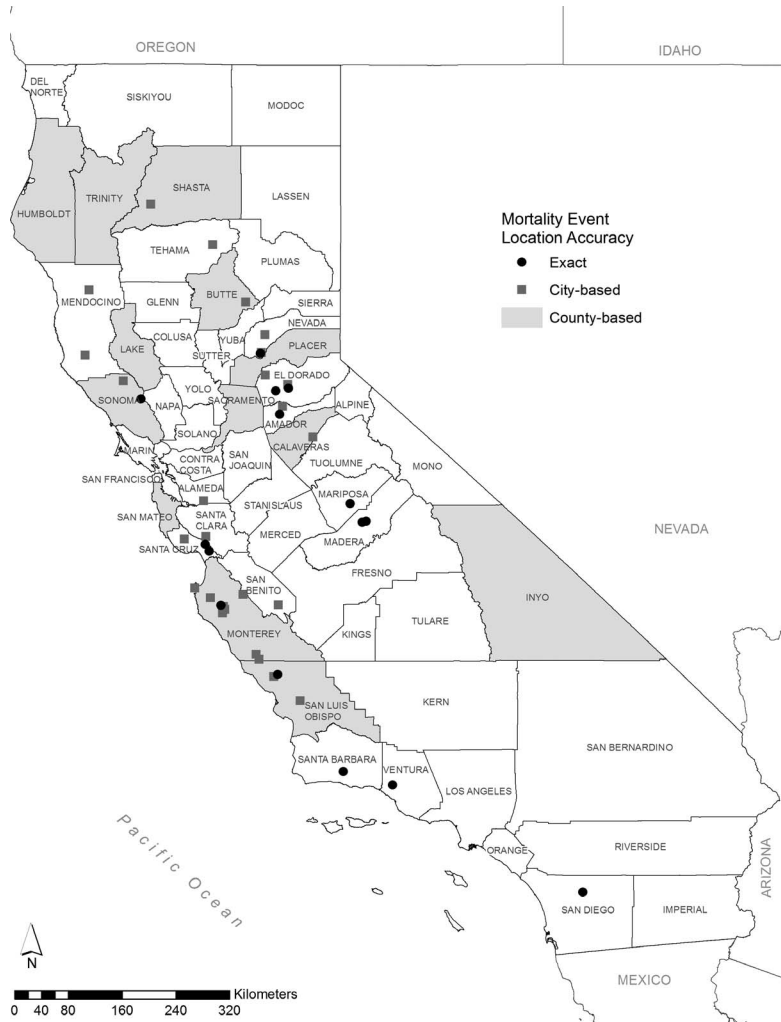 OREGON
IDAHO
DEL
NORTE
SISKIYOU
MODOC
SHASTA
TRINITY
HUMBOLDT
LASSEN
Mortality Event
Location Accuracy
Exact
City-based
County-based
TEHAMA
PLUMAS
BUTTE
MENDOCINO
GLENN
SIERRA
NEVADA
COLUSA
YUBA
PLACER
LAKE
SUTTER
EL DORADO
YOLO
SONOMA
NAPA
SACRAMENTO
ALPINE
AMADOR
SOLANO
MARIN
CALAVERAS
CONTRA
COSTA
SAN
JOAQUIN
TUOLUMNE
MONO
SAN FRANCISCO
ALAMEDA
MARIPOSA
STANISLAUS
SAN MATEO
SANTA
CLARA
NEVADA
MERCED
MADERA
SANTA CRUZ
FRESNO
SAN
BENITO
INYO
TULARE
MONTEREY
KINGS
SAN LUIS
OBISPO
KERN
SAN BERNARDINO
SANTA BARBARA
VENTURA
LOS ANGELES
Pacific Ocean
ORANGE
RIVERSIDE
ARIZONA
SAN DIEGO
IMPERIAL
N
MEXICO
Kilometers
0 40 80 160 240 320